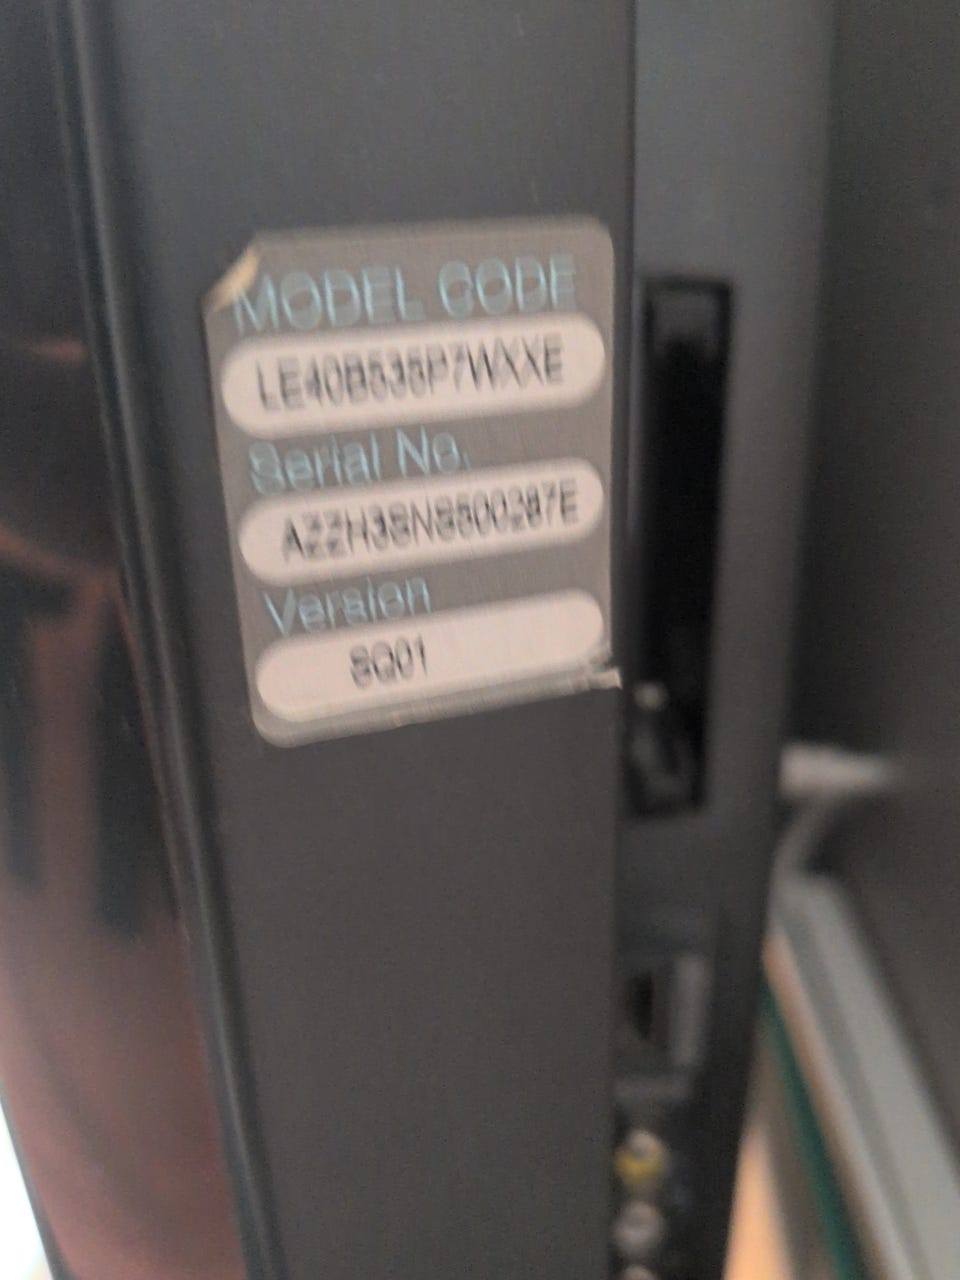 MODEL CODE
LE40B535P7WXXE
Serial No.
Version
SQ01